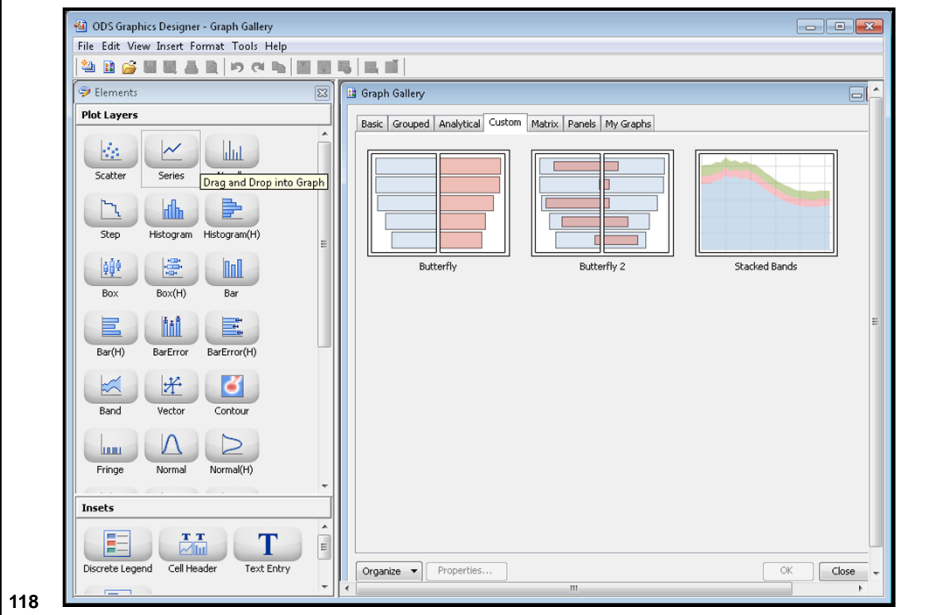 ODS Graphics Designer - Graph Gallery
File Edit View Insert Format Tools Help
Elements
Plot Layers
Scatter Series
Drag and Drop into Graph
Step Histogram Histogram(H)
Box Box(H) Bar
Bar(H) BarError BarError(H)
Band Vector Contour
Fringe Normal Normal(H)
Insets
T T T
Discrete Legend Cell Header Text Entry
Graph Gallery
Basic Grouped Analytical Custom Matrix Panels My Graphs
Butterfly Butterfly 2 Stacked Bands
Organize Properties... OK Close
118